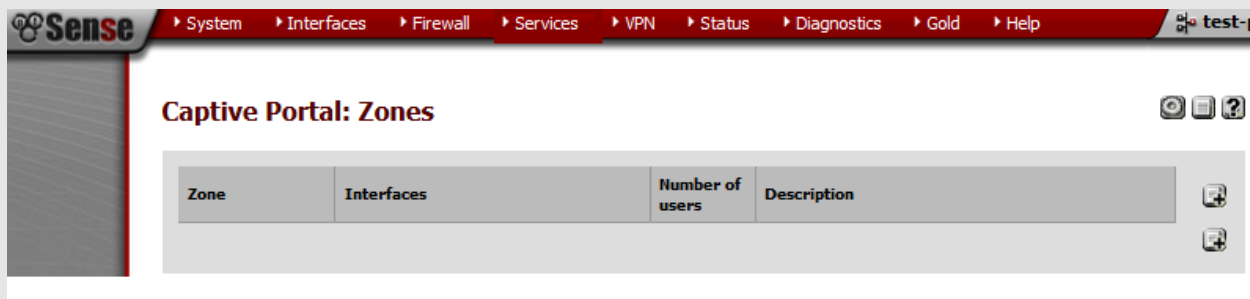 Sense
System Interfaces Firewall Services VPN Status Diagnostics Gold Help test-p
Captive Portal: Zones
?
Zone Interfaces Number of users Description